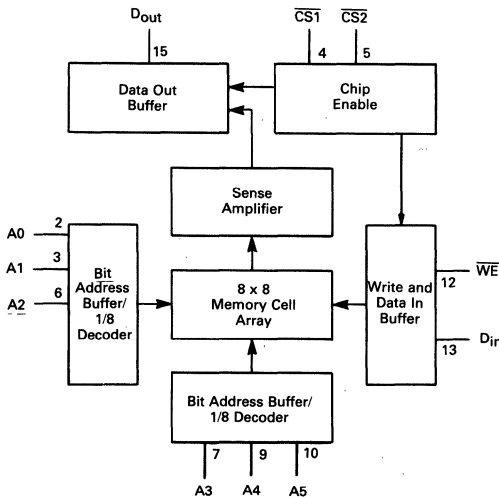 Dout
15
CS1
CS2
4
5
Data Out
Buffer
Chip
Enable
Sense
Amplifier
A0
2
A1
3
A2
6
Bit
Address
Buffer/
1/8
Decoder
8 x 8
Memory Cell
Array
Write and
Data In
Buffer
WE
12
Din
13
Bit Address Buffer/
1/8 Decoder
7
9
10
A3
A4
A5